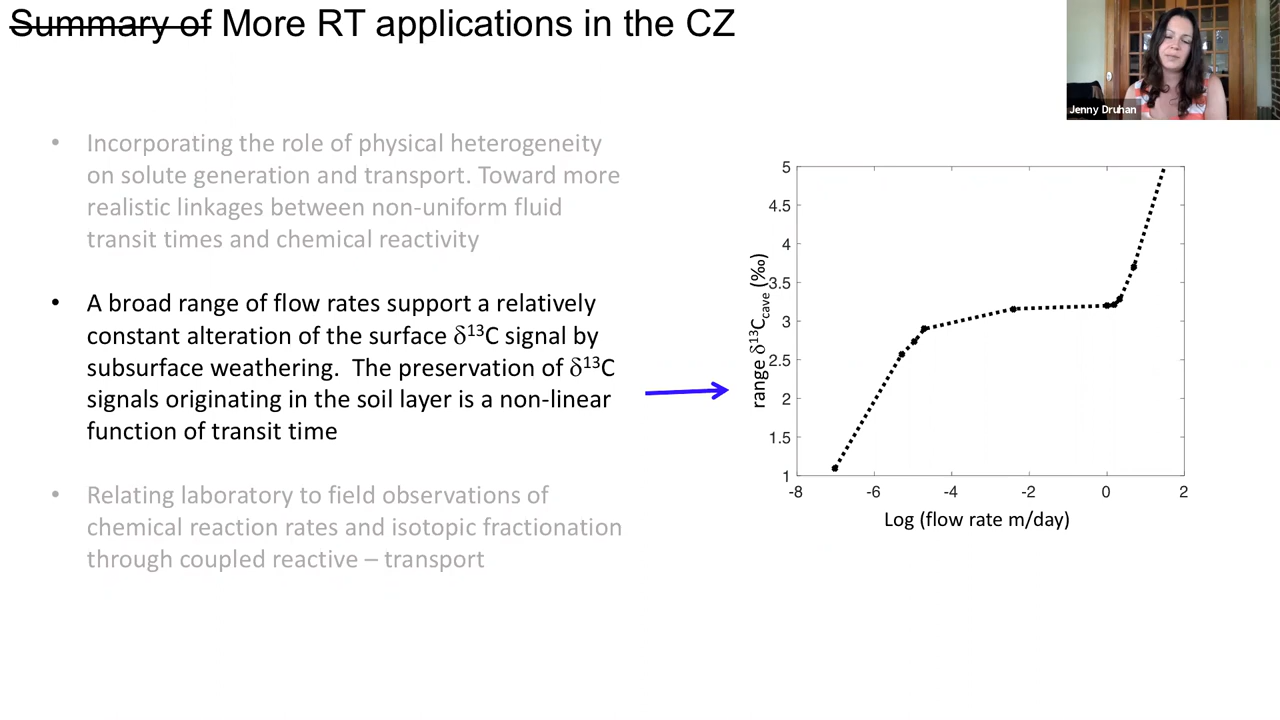 Summary of More RT applications in the CZ
Jenny Druhan
• Incorporating the role of physical heterogeneity
on solute generation and transport. Toward more
realistic linkages between non-uniform fluid
transit times and chemical reactivity
• A broad range of flow rates support a relatively
constant alteration of the surface δ¹³C signal by
subsurface weathering.  The preservation of δ¹³C
signals originating in the soil layer is a non-linear
function of transit time
• Relating laboratory to field observations of
chemical reaction rates and isotopic fractionation
through coupled reactive – transport
range δ¹³C_cave (‰)
5
4.5
4
3.5
3
2.5
2
1.5
1
-8 -6 -4 -2 0 2
Log (flow rate m/day)